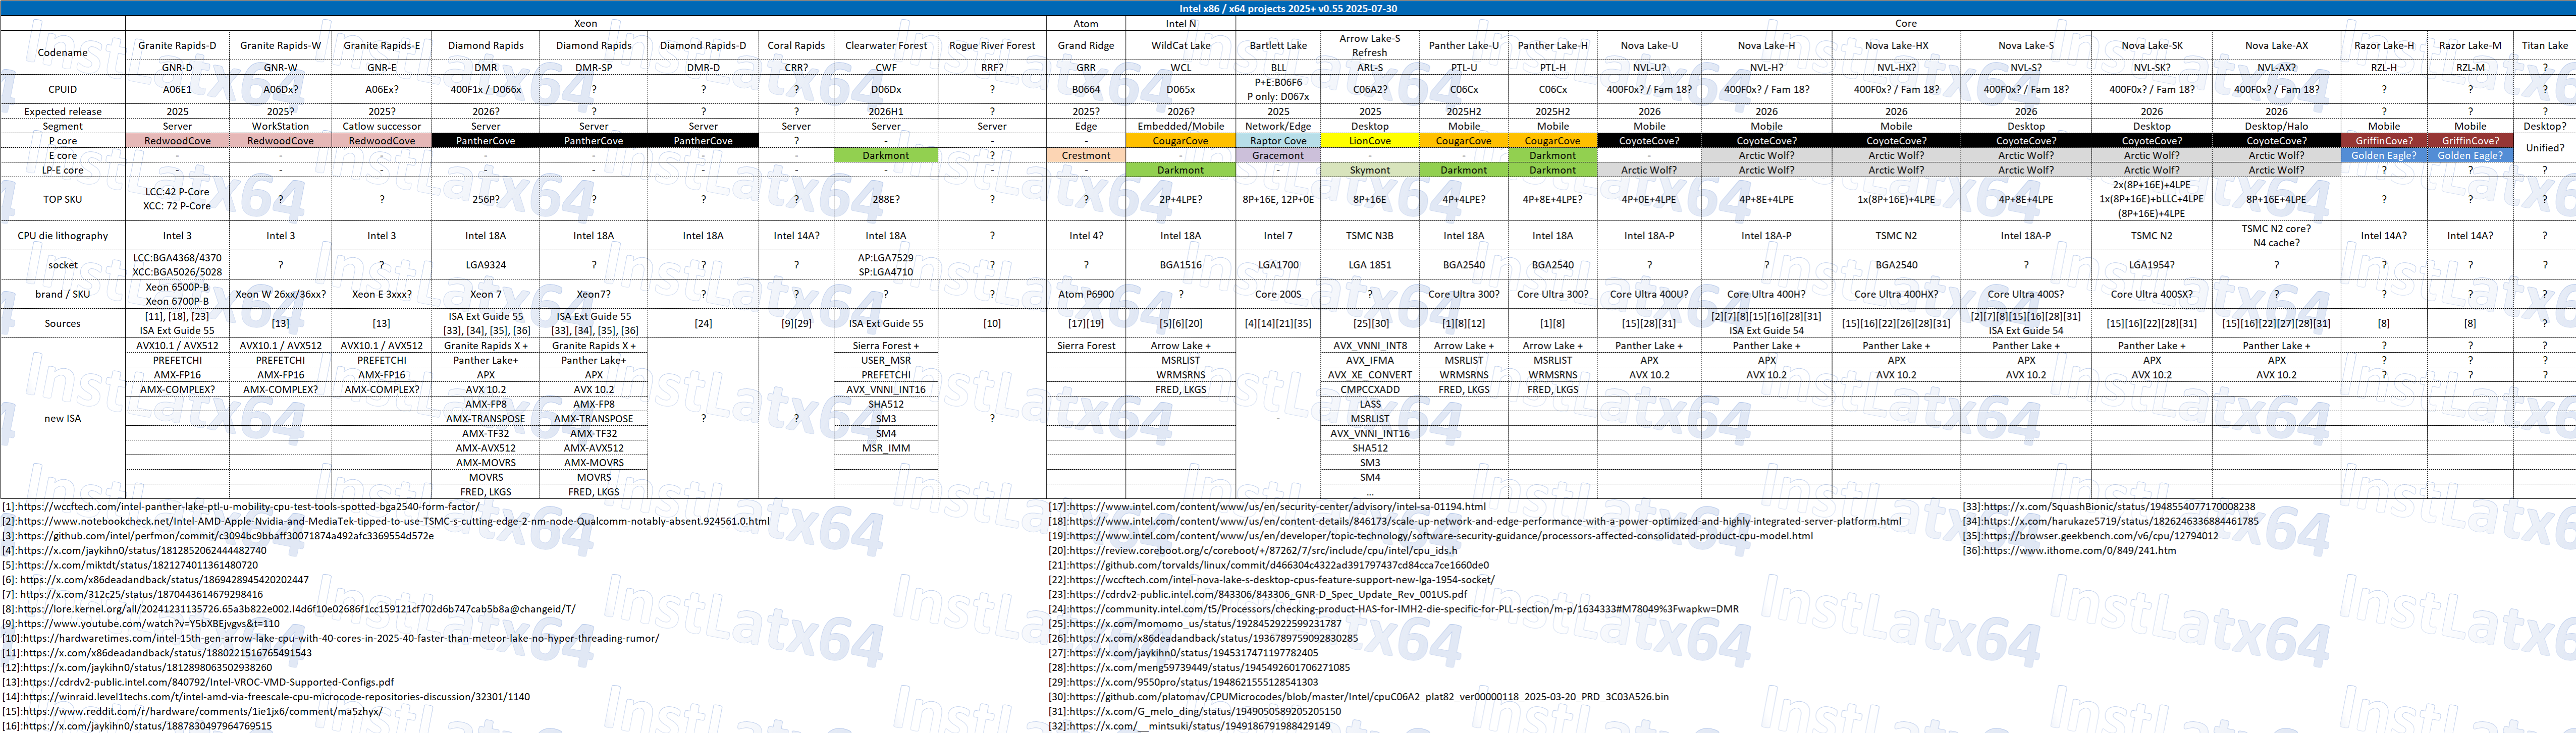 Intel x86 / x64 projects 2025+ v0.55 2025-07-30
Xeon Atom Intel N Core
Codename Granite Rapids-D Granite Rapids-W Granite Rapids-E Diamond Rapids Diamond Rapids Diamond Rapids-D Coral Rapids Clearwater Forest Rogue River Forest Grand Ridge WildCat Lake Bartlett Lake Arrow Lake-S Refresh Panther Lake-U Panther Lake-H Nova Lake-U Nova Lake-H Nova Lake-HX Nova Lake-S Nova Lake-SK Nova Lake-AX Razor Lake-H Razor Lake-M Titan Lake
GNR-D GNR-W GNR-E DMR DMR-SP DMR-D CRR? CWF RRF? GRR WCL BLL ARL-S PTL-U PTL-H NVL-U? NVL-H? NVL-HX? NVL-S? NVL-SK? NVL-AX? RZL-H RZL-M ?
CPUID A06E1 A06Dx? A06Ex? 400F1x / D066x ? ? ? D06Dx ? B0664 D065x P+E:B06F6 P only: D067x C06A2? C06Cx C06Cx 400F0x? / Fam 18? 400F0x? / Fam 18? 400F0x? / Fam 18? 400F0x? / Fam 18? 400F0x? / Fam 18? 400F0x? / Fam 18? ? ? ?
Expected release 2025 2025? 2025? 2026? ? ? ? 2026H1 ? 2025? 2026? 2025 2025 2025H2 2025H2 2026 2026 2026 2026 2026 2026 ? ? ?
Segment Server WorkStation Catlow successor Server Server Server Server Server Server Edge Embedded/Mobile Network/Edge Desktop Mobile Mobile Mobile Mobile Mobile Desktop Desktop Desktop/Halo Mobile Mobile Desktop?
P core RedwoodCove RedwoodCove RedwoodCove PantherCove PantherCove PantherCove ? - - - CougarCove Raptor Cove LionCove CougarCove CougarCove CoyoteCove? CoyoteCove? CoyoteCove? CoyoteCove? CoyoteCove? CoyoteCove? GriffinCove? GriffinCove? Unified?
E core - - - - - - - Darkmont ? Crestmont - Gracemont - - Darkmont - Arctic Wolf? Arctic Wolf? Arctic Wolf? Arctic Wolf? Arctic Wolf? Golden Eagle? Golden Eagle?
LP-E core - - - - - - - - - - Darkmont - Skymont Darkmont Darkmont Arctic Wolf? Arctic Wolf? Arctic Wolf? Arctic Wolf? Arctic Wolf? Arctic Wolf? ? ? ?
TOP SKU LCC:42 P-Core XCC: 72 P-Core ? ? 256P? ? ? ? 288E? ? ? 2P+4LPE? 8P+16E, 12P+0E 8P+16E 4P+4LPE? 4P+8E+4LPE? 4P+0E+4LPE 4P+8E+4LPE 1x(8P+16E)+4LPE 4P+8E+4LPE 2x(8P+16E)+4LPE 1x(8P+16E)+bLLC+4LPE (8P+16E)+4LPE 8P+16E+4LPE ? ? ?
CPU die lithography Intel 3 Intel 3 Intel 3 Intel 18A Intel 18A Intel 18A Intel 14A? Intel 18A ? Intel 4? Intel 18A Intel 7 TSMC N3B Intel 18A Intel 18A Intel 18A-P Intel 18A-P TSMC N2 Intel 18A-P TSMC N2 TSMC N2 core? N4 cache? Intel 14A? Intel 14A? ?
socket LCC:BGA4368/4370 XCC:BGA5026/5028 ? ? LGA9324 ? ? ? AP:LGA7529 SP:LGA4710 ? ? BGA1516 LGA1700 LGA 1851 BGA2540 BGA2540 ? ? BGA2540 ? LGA1954? ? ? ? ?
brand / SKU Xeon 6500P-B Xeon 6700P-B Xeon W 26xx/36xx? Xeon E 3xxx? Xeon 7 Xeon7? ? ? ? ? Atom P6900 ? Core 200S ? Core Ultra 300? Core Ultra 300? Core Ultra 400U? Core Ultra 400H? Core Ultra 400HX? Core Ultra 400S? Core Ultra 400SX? ? ? ? ?
Sources [11], [18], [23] ISA Ext Guide 55 [13] [13] ISA Ext Guide 55 [33], [34], [35], [36] ISA Ext Guide 55 [33], [34], [35], [36] [24] [9][29] ISA Ext Guide 55 [10] [17][19] [5][6][20] [4][14][21][35] [25][30] [1][8][12] [1][8] [15][28][31] [2][7][8][15][16][28][31] ISA Ext Guide 54 [15][16][22][26][28][31] [2][7][8][15][16][28][31] ISA Ext Guide 54 [15][16][22][28][31] [15][16][22][27][28][31] [8] [8] ?
AVX10.1 / AVX512 AVX10.1 / AVX512 AVX10.1 / AVX512 Granite Rapids X + Granite Rapids X + Sierra Forest + Sierra Forest Arrow Lake + AVX_VNNI_INT8 Arrow Lake + Arrow Lake + Panther Lake + Panther Lake + Panther Lake + Panther Lake + Panther Lake + Panther Lake + ? ? ?
PREFETCHI PREFETCHI PREFETCHI Panther Lake+ Panther Lake+ USER_MSR MSRLIST AVX_IFMA MSRLIST MSRLIST APX APX APX APX APX APX ? ? ?
AMX-FP16 AMX-FP16 AMX-FP16 APX APX PREFETCHI WRMSRNS AVX_XE_CONVERT WRMSRNS WRMSRNS AVX 10.2 AVX 10.2 AVX 10.2 AVX 10.2 AVX 10.2 AVX 10.2 ? ? ?
AMX-COMPLEX? AMX-COMPLEX? AMX-COMPLEX? AVX 10.2 AVX 10.2 AVX_VNNI_INT16 FRED, LKGS CMPCCXADD FRED, LKGS FRED, LKGS
AMX-FP8 AMX-FP8 SHA512 LASS
new ISA AMX-TRANSPOSE AMX-TRANSPOSE ? ? SM3 ? - MSRLIST
AMX-TF32 AMX-TF32 SM4 AVX_VNNI_INT16
AMX-AVX512 AMX-AVX512 MSR_IMM SHA512
AMX-MOVRS AMX-MOVRS SM3
MOVRS MOVRS SM4
FRED, LKGS FRED, LKGS ...
[1]:https://wccftech.com/intel-panther-lake-ptl-u-mobility-cpu-test-tools-spotted-bga2540-form-factor/
[2]:https://www.notebookcheck.net/Intel-AMD-Apple-Nvidia-and-MediaTek-tipped-to-use-TSMC-s-cutting-edge-2-nm-node-Qualcomm-notably-absent.924561.0.html
[3]:https://github.com/intel/perfmon/commit/c3094bc9bbaff30071874a492afc3369554d572e
[4]:https://x.com/jaykihn0/status/1812852062444482740
[5]:https://x.com/miktdt/status/1821274011361480720
[6]: https://x.com/x86deadandback/status/1869428945420202447
[7]: https://x.com/312c25/status/1870443614679298416
[8]:https://lore.kernel.org/all/20241231135726.65a3b822e002.I4d6f10e02686f1cc159121cf702d6b747cab5b8a@changeid/T/
[9]:https://www.youtube.com/watch?v=Y5bXBEjvgvs&t=110
[10]:https://hardwaretimes.com/intel-15th-gen-arrow-lake-cpu-with-40-cores-in-2025-40-faster-than-meteor-lake-no-hyper-threading-rumor/
[11]:https://x.com/x86deadandback/status/1880221516765491543
[12]:https://x.com/jaykihn0/status/1812898063502938260
[13]:https://cdrdv2-public.intel.com/840792/Intel-VROC-VMD-Supported-Configs.pdf
[14]:https://winraid.level1techs.com/t/intel-amd-via-freescale-cpu-microcode-repositories-discussion/32301/1140
[15]:https://www.reddit.com/r/hardware/comments/1ie1jx6/comment/ma5zhyx/
[16]:https://x.com/jaykihn0/status/1887830497964769515
[17]:https://www.intel.com/content/www/us/en/security-center/advisory/intel-sa-01194.html
[18]:https://www.intel.com/content/www/us/en/content-details/846173/scale-up-network-and-edge-performance-with-a-power-optimized-and-highly-integrated-server-platform.html
[19]:https://www.intel.com/content/www/us/en/developer/topic-technology/software-security-guidance/processors-affected-consolidated-product-cpu-model.html
[20]:https://review.coreboot.org/c/coreboot/+/87262/7/src/include/cpu/intel/cpu_ids.h
[21]:https://github.com/torvalds/linux/commit/d466304c4322ad391797437cd84cca7ce1660de0
[22]:https://wccftech.com/intel-nova-lake-s-desktop-cpus-feature-support-new-lga-1954-socket/
[23]:https://cdrdv2-public.intel.com/843306/843306_GNR-D_Spec_Update_Rev_001US.pdf
[24]:https://community.intel.com/t5/Processors/checking-product-HAS-for-IMH2-die-specific-for-PLL-section/m-p/1634333#M78049%3Fwapkw=DMR
[25]:https://x.com/momomo_us/status/1928452922599231787
[26]:https://x.com/x86deadandback/status/1936789759092830285
[27]:https://x.com/jaykihn0/status/1945317471197782405
[28]:https://x.com/meng59739449/status/1945492601706271085
[29]:https://x.com/9550pro/status/1948621555128541303
[30]:https://github.com/platomav/CPUMicrocodes/blob/master/Intel/cpuC06A2_plat82_ver00000118_2025-03-20_PRD_3C03A526.bin
[31]:https://x.com/G_melo_ding/status/1949050589205205150
[32]:https://x.com/__mintsuki/status/1949186791988429149
[33]:https://x.com/SquashBionic/status/1948554077170008238
[34]:https://x.com/harukaze5719/status/1826246336884461785
[35]:https://browser.geekbench.com/v6/cpu/12794012
[36]:https://www.ithome.com/0/849/241.htm
InstLatx64